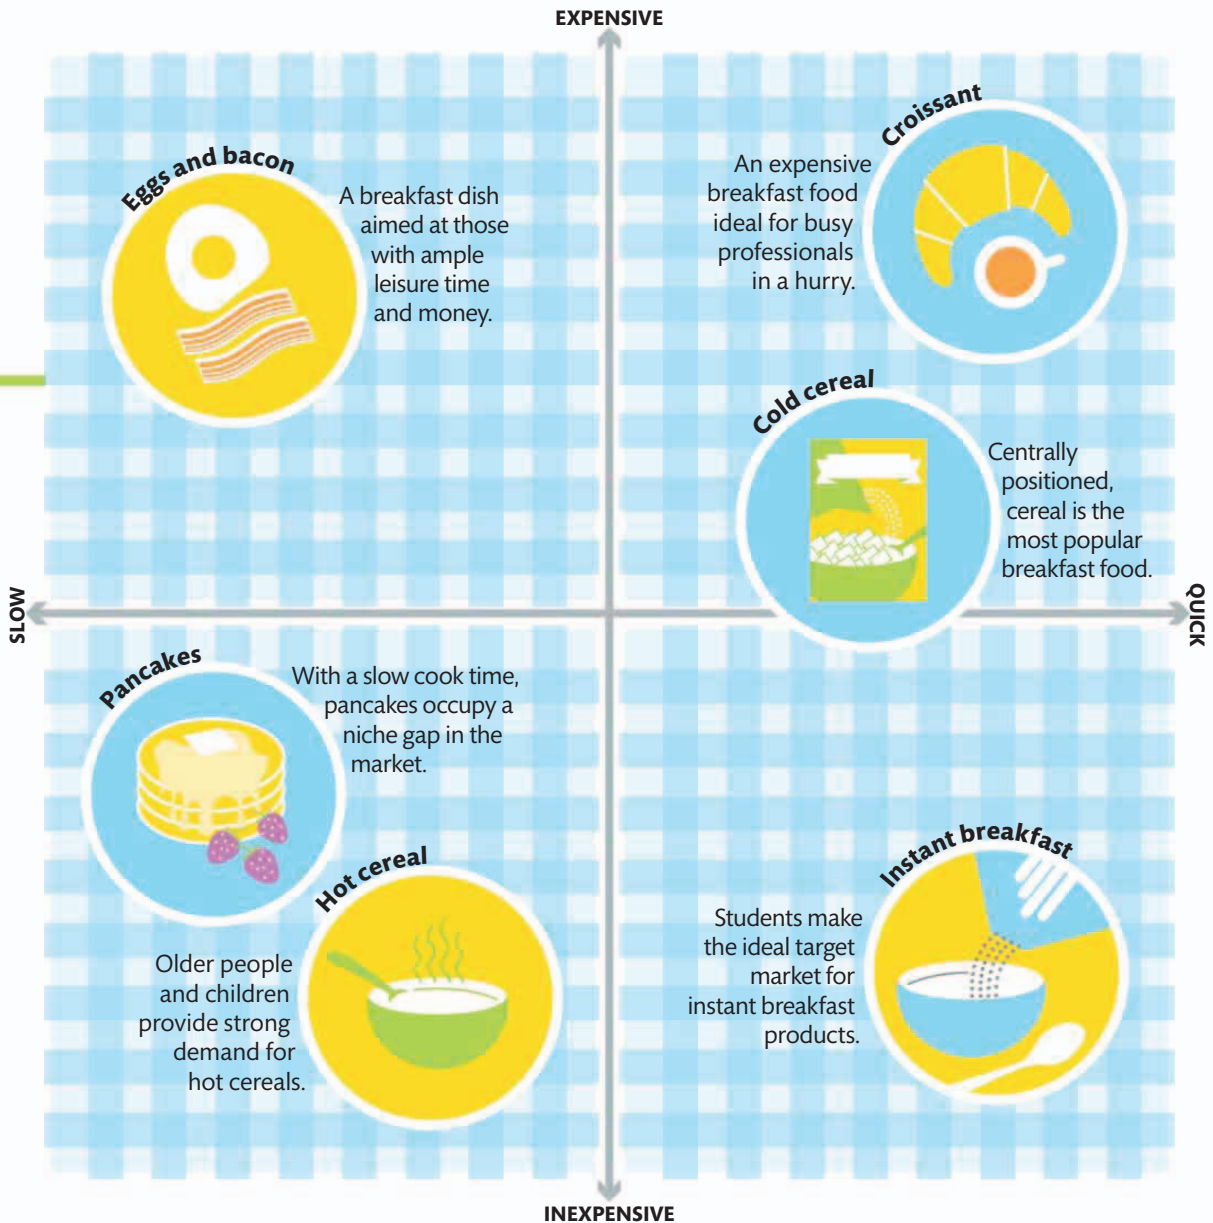 EXPENSIVE
Croissant
An expensive
breakfast food
ideal for busy
professionals
in a hurry.
Eggs and bacon
A breakfast dish
aimed at those
with ample
leisure time
and money.
Cold cereal
Centrally
positioned,
cereal is the
most popular
breakfast food.
SLOW
QUICK
Pancakes
With a slow cook time,
pancakes occupy a
niche gap in the
market.
Hot cereal
Older people
and children
provide strong
demand for
hot cereals.
Instant breakfast
Students make
the ideal target
market for
instant breakfast
products.
INEXPENSIVE